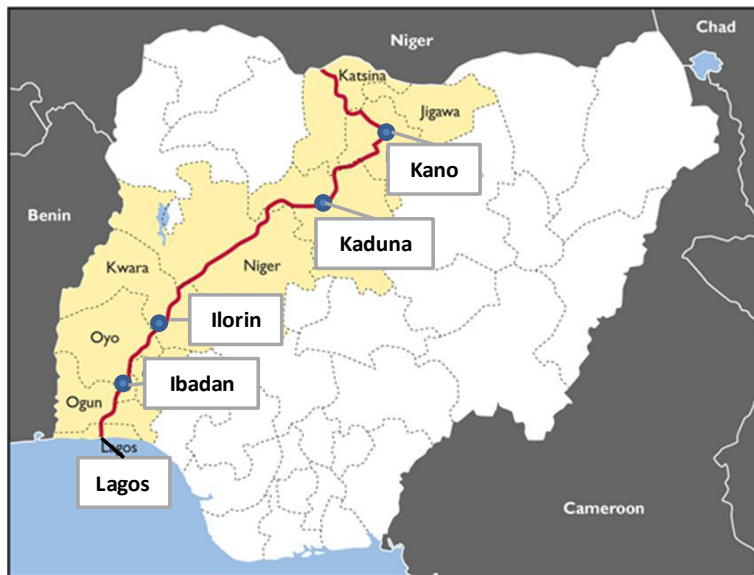 Niger
Chad
Katsina
Jigawa
Kano
Benin
Kaduna
Kwara
Niger
Ilorin
Oyo
Ibadan
Ogun
Lagos
Lagos
Cameroon